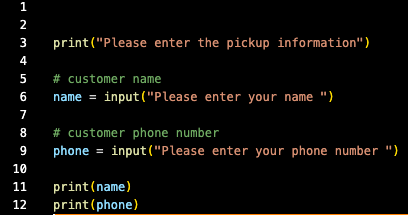 1
2
3 print("Please enter the pickup information")
4
5 # customer name
6 name = input("Please enter your name ")
7
8 # customer phone number
9 phone = input("Please enter your phone number ")
10
11 print(name)
12 print(phone)